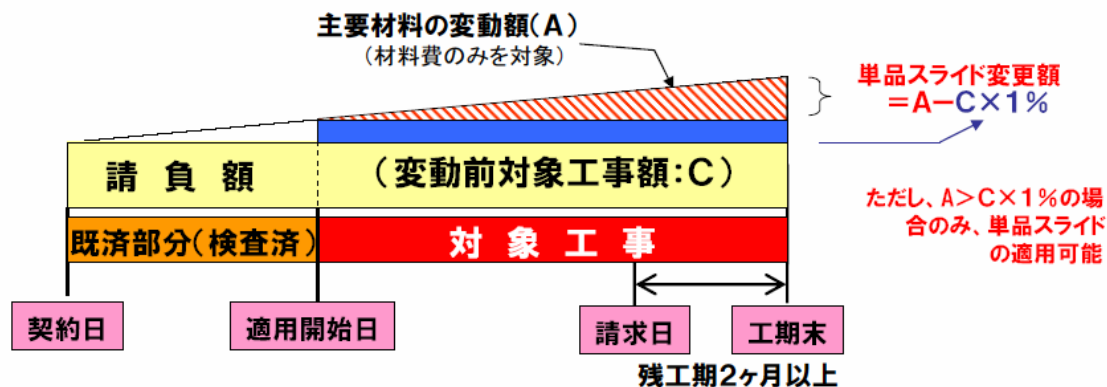 主要材料の変動額(A)
(材料費のみを対象)
単品スライド変更額
=A-C×1%
請負額
(変動前対象工事額:C)
ただし、A>C×1%の場
合のみ、単品スライド
の適用可能
既済部分(検査済)
対象工事
契約日
適用開始日
請求日
工期末
残工期2ヶ月以上